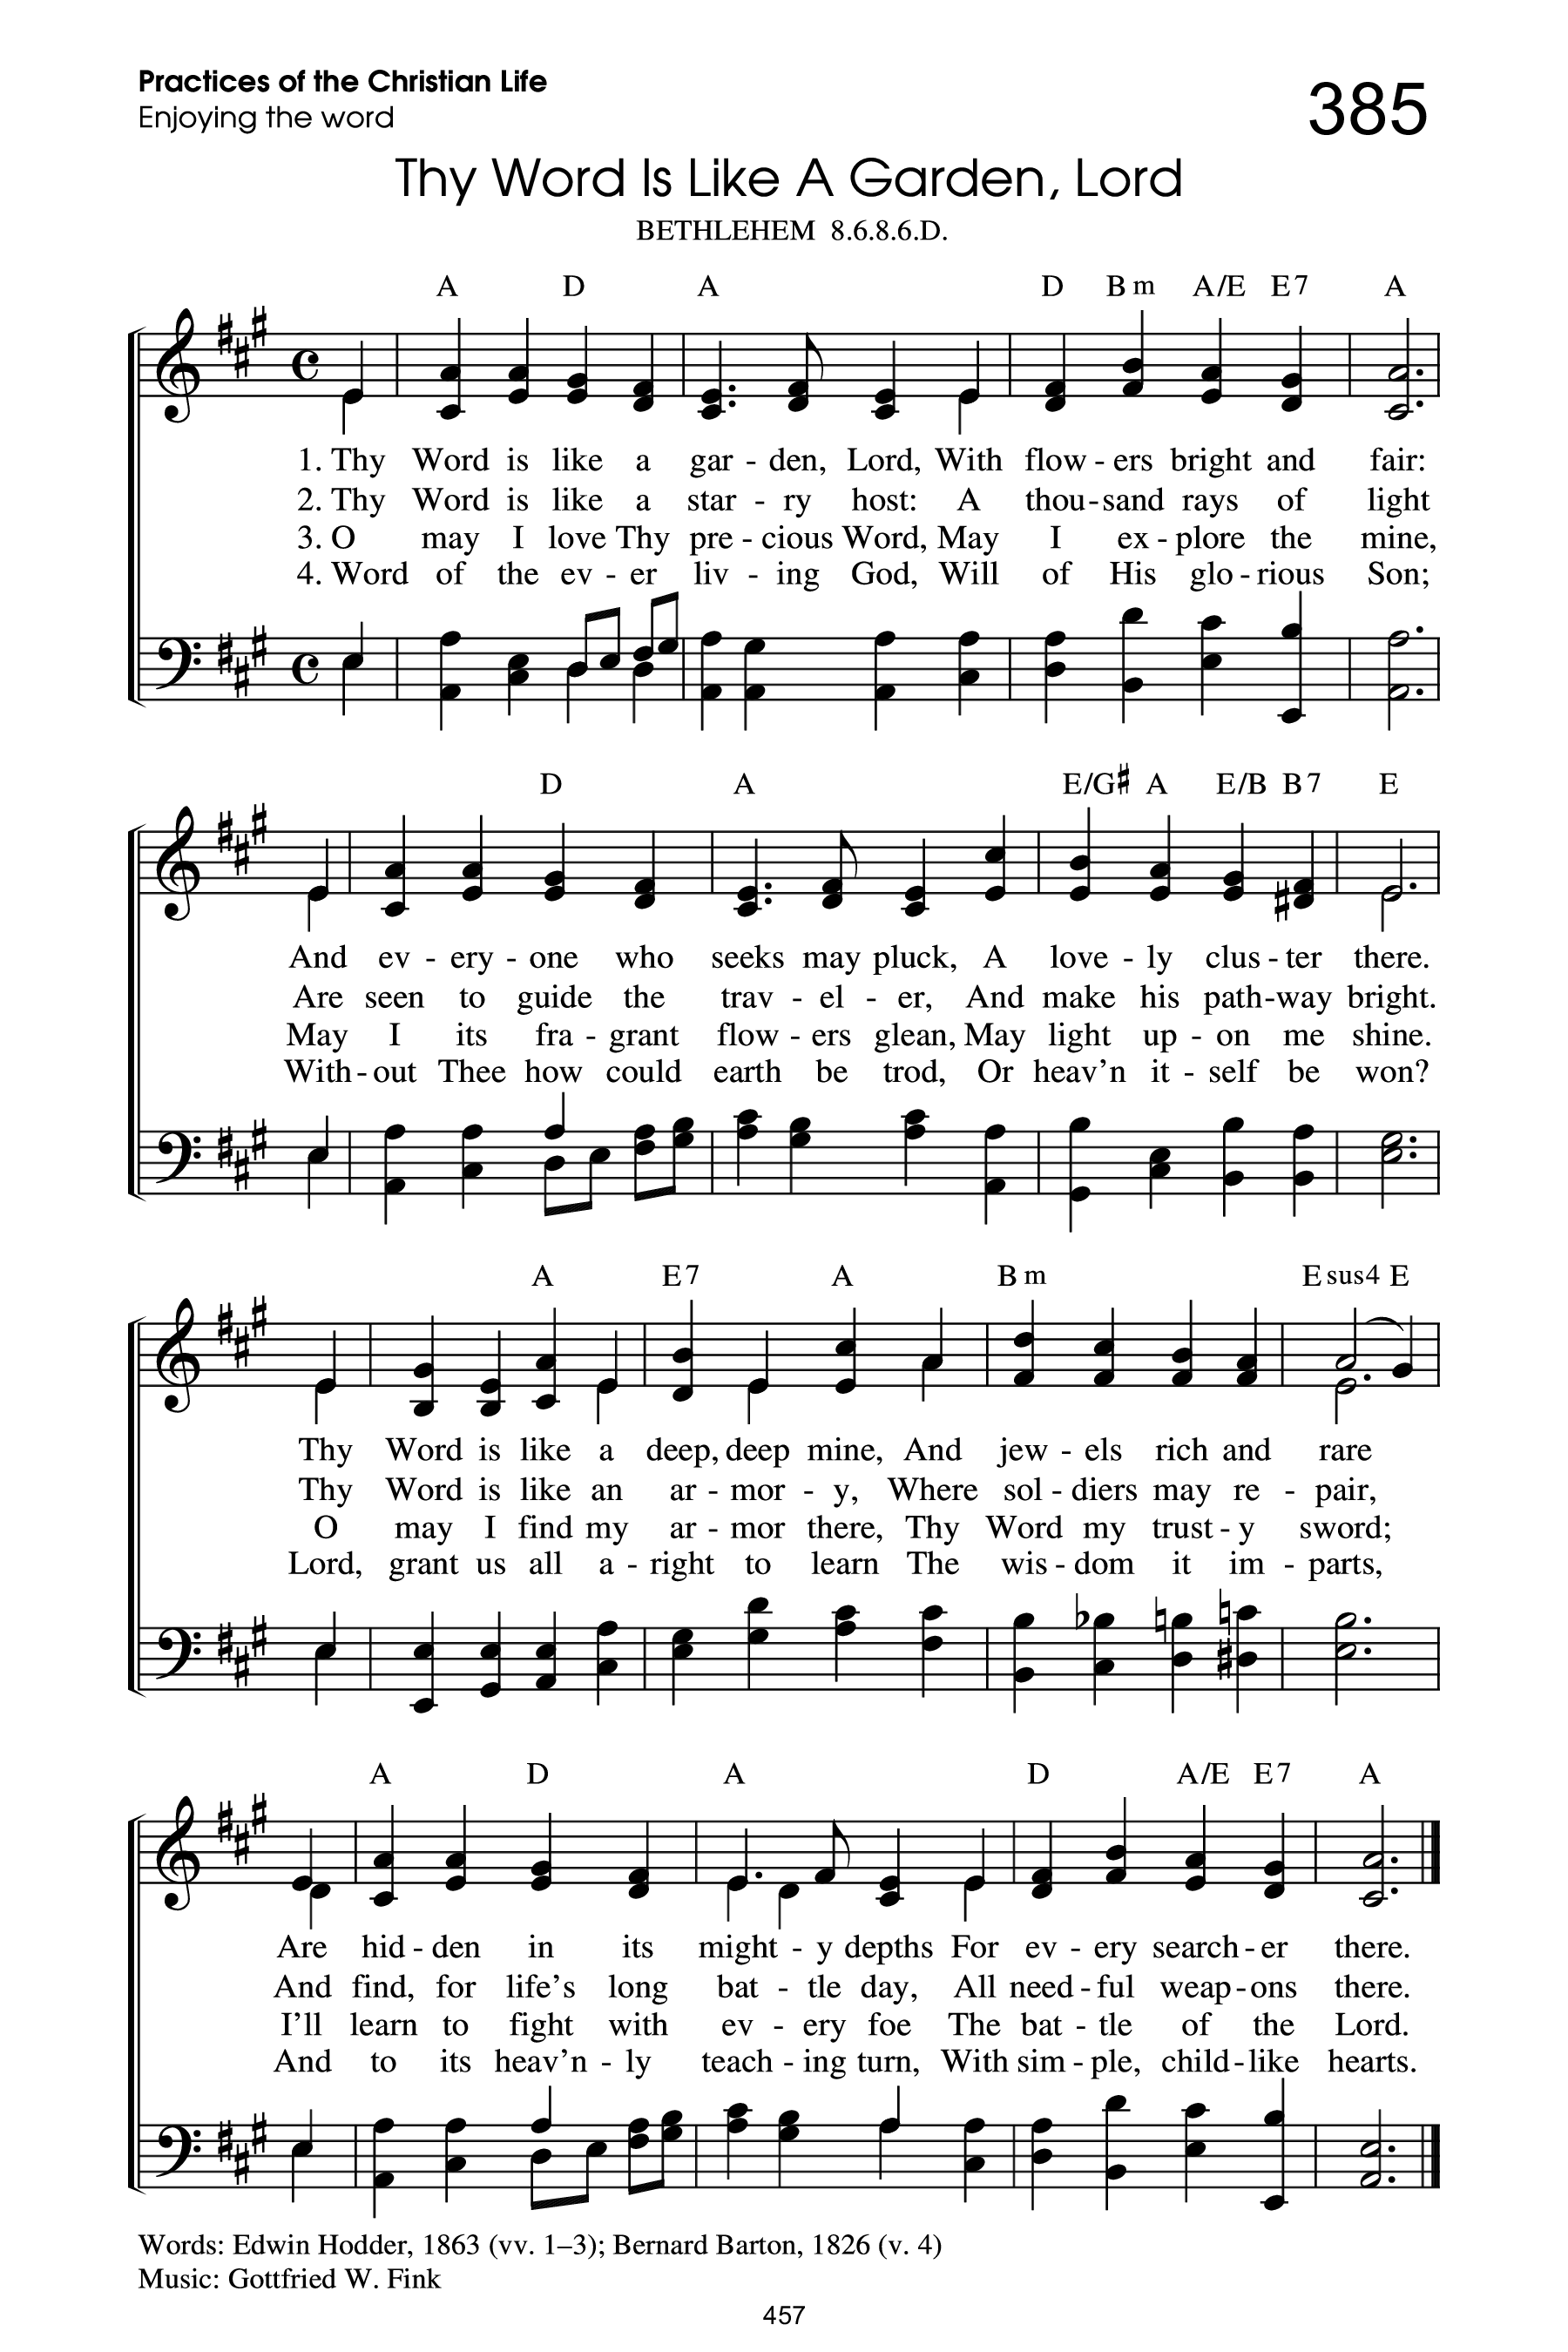 Practices of the Christian Life
Enjoying the word
385
Thy Word Is Like A Garden, Lord
BETHLEHEM 8.6.8.6.D.
A D A D Bm A/E E7 A
1. Thy Word is like a gar - den, Lord, With flow - ers bright and fair:
2. Thy Word is like a star - ry host: A thou - sand rays of light
3. O may I love Thy pre - cious Word, May I ex - plore the mine,
4. Word of the ev - er liv - ing God, Will of His glo - rious Son;
D A E/G♯ A E/B B7 E
And ev - ery - one who seeks may pluck, A love - ly clus - ter there.
Are seen to guide the trav - el - er, And make his path - way bright.
May I its fra - grant flow - ers glean, May light up - on me shine.
With - out Thee how could earth be trod, Or heav'n it - self be won?
A E7 A Bm Esus4 E
Thy Word is like a deep, deep mine, And jew - els rich and rare
Thy Word is like an ar - mor - y, Where sol - diers may re - pair,
O may I find my ar - mor there, Thy Word my trust - y sword;
Lord, grant us all a - right to learn The wis - dom it im - parts,
A D A D A/E E7 A
Are hid - den in its might - y depths For ev - ery search - er there.
And find, for life's long bat - tle day, All need - ful weap - ons there.
I'll learn to fight with ev - ery foe The bat - tle of the Lord.
And to its heav'n - ly teach - ing turn, With sim - ple, child - like hearts.
Words: Edwin Hodder, 1863 (vv. 1–3); Bernard Barton, 1826 (v. 4)
Music: Gottfried W. Fink
457